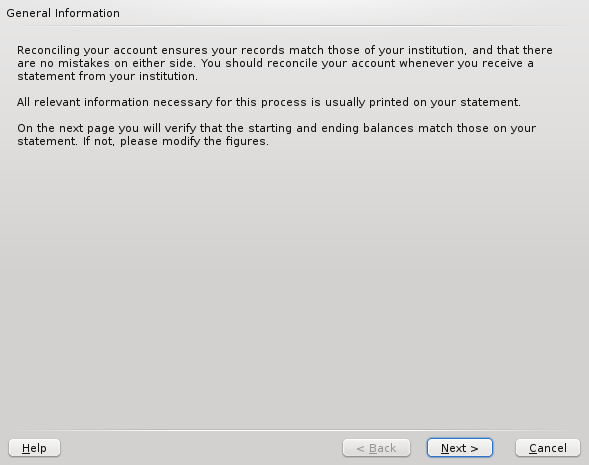 General Information
Reconciling your account ensures your records match those of your institution, and that there
are no mistakes on either side. You should reconcile your account whenever you receive a
statement from your institution.
All relevant information necessary for this process is usually printed on your statement.
On the next page you will verify that the starting and ending balances match those on your
statement. If not, please modify the figures.
Help
< Back
Next >
Cancel